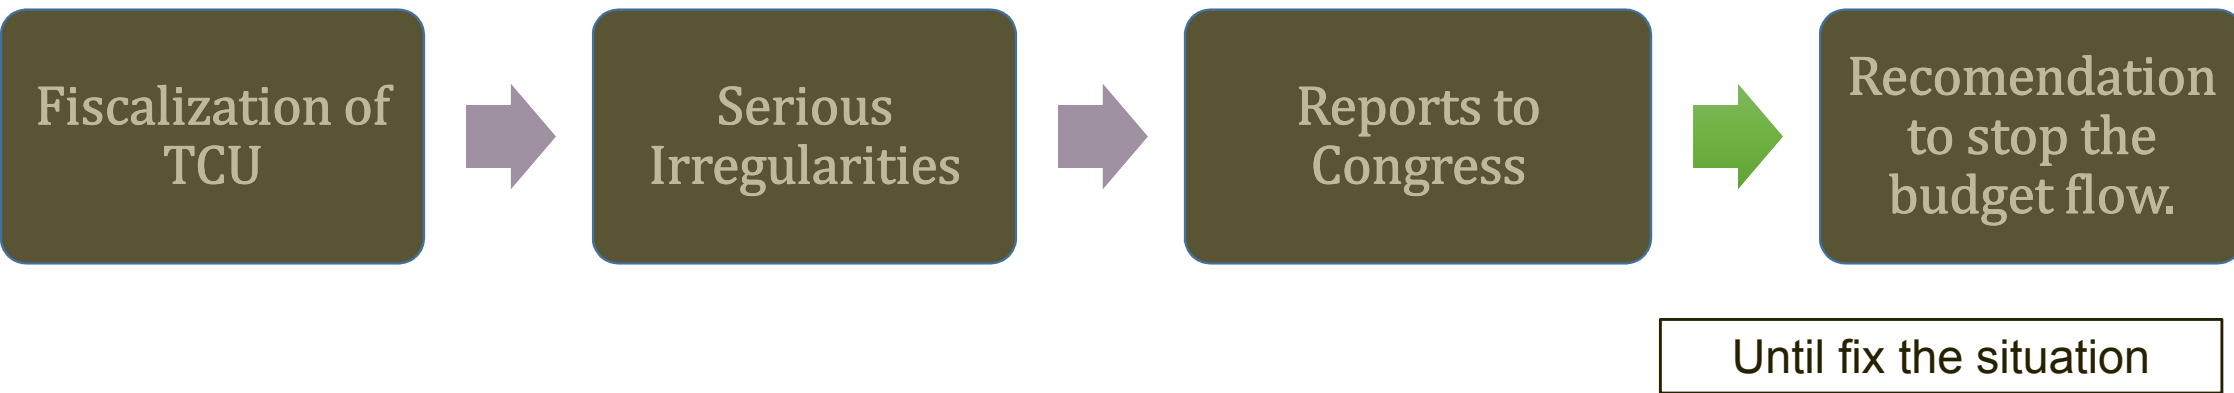 Fiscalization of
TCU
Serious
Irregularities
Reports to
Congress
Recomendation
to stop the
budget flow.
Until fix the situation